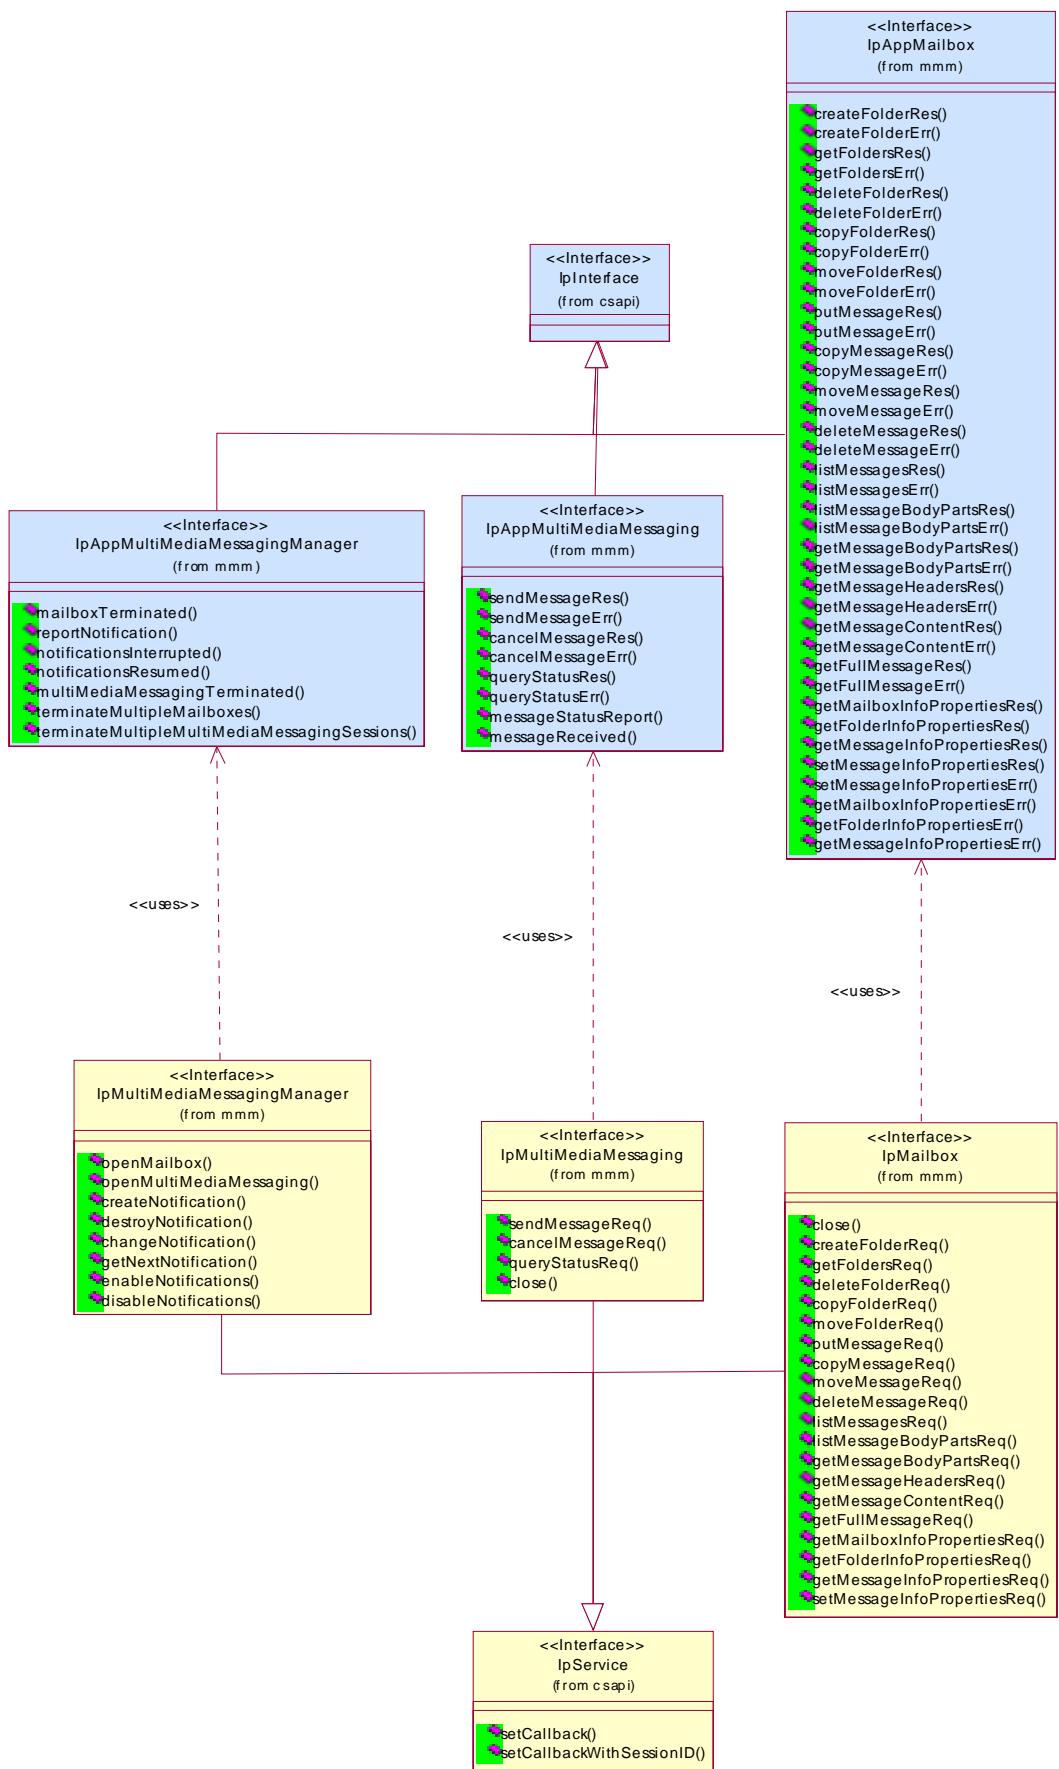 <<Interface>>
IpAppMailbox
(from mmm)
createFolderRes()
createFolderErr()
getFoldersRes()
getFoldersErr()
deleteFolderRes()
deleteFolderErr()
copyFolderRes()
copyFolderErr()
moveFolderRes()
moveFolderErr()
putMessageRes()
putMessageErr()
copyMessageRes()
copyMessageErr()
moveMessageRes()
moveMessageErr()
deleteMessageRes()
deleteMessageErr()
listMessagesRes()
listMessagesErr()
listMessageBodyPartsRes()
listMessageBodyPartsErr()
getMessageBodyPartsRes()
getMessageBodyPartsErr()
getMessageHeadersRes()
getMessageHeadersErr()
getMessageContentRes()
getMessageContentErr()
getFullMessageRes()
getFullMessageErr()
getMailboxInfoPropertiesRes()
getFolderInfoPropertiesRes()
getMessageInfoPropertiesRes()
setMessageInfoPropertiesRes()
setMessageInfoPropertiesErr()
getMailboxInfoPropertiesErr()
getFolderInfoPropertiesErr()
getMessageInfoPropertiesErr()
<<Interface>>
IpInterface
(from csapi)
<<Interface>>
IpAppMultiMediaMessagingManager
(from mmm)
mailboxTerminated()
reportNotification()
notificationsInterrupted()
notificationsResumed()
multiMediaMessagingTerminated()
terminateMultipleMailboxes()
terminateMultipleMultiMediaMessagingSessions()
<<Interface>>
IpAppMultiMediaMessaging
(from mmm)
sendMessageRes()
sendMessageErr()
cancelMessageRes()
cancelMessageErr()
queryStatusRes()
queryStatusErr()
messageStatusReport()
messageReceived()
<<uses>>
<<uses>>
<<uses>>
<<Interface>>
IpMultiMediaMessagingManager
(from mmm)
openMailbox()
openMultiMediaMessaging()
createNotification()
destroyNotification()
changeNotification()
getNextNotification()
enableNotifications()
disableNotifications()
<<Interface>>
IpMultiMediaMessaging
(from mmm)
sendMessageReq()
cancelMessageReq()
queryStatusReq()
close()
<<Interface>>
IpMailbox
(from mmm)
close()
createFolderReq()
getFoldersReq()
deleteFolderReq()
copyFolderReq()
moveFolderReq()
putMessageReq()
copyMessageReq()
moveMessageReq()
deleteMessageReq()
listMessagesReq()
listMessageBodyPartsReq()
getMessageBodyPartsReq()
getMessageHeadersReq()
getMessageContentReq()
getFullMessageReq()
getMailboxInfoPropertiesReq()
getFolderInfoPropertiesReq()
getMessageInfoPropertiesReq()
setMessageInfoPropertiesReq()
<<Interface>>
IpService
(from csapi)
setCallback()
setCallbackWithSessionID()